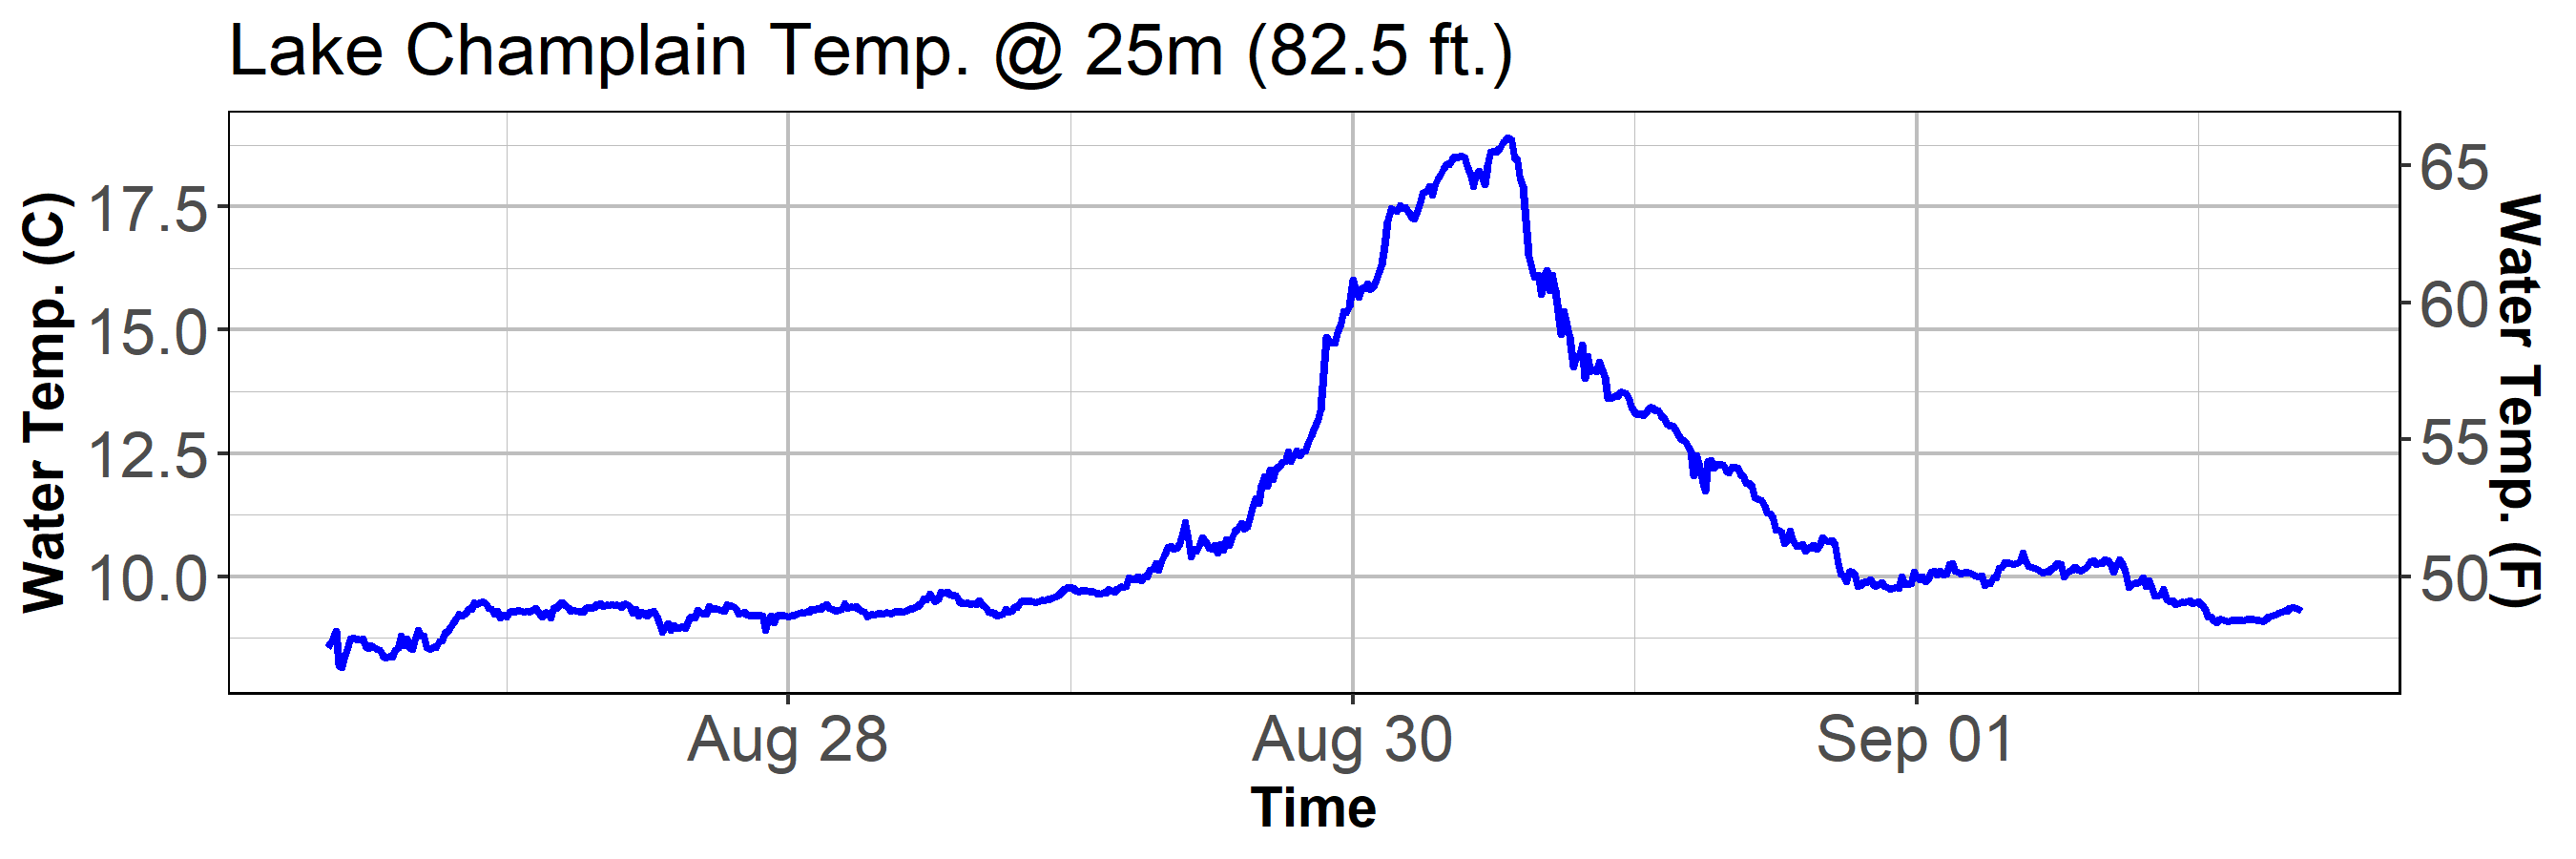 Lake Champlain Temp. @ 25m (82.5 ft.)
Water Temp. (C)
17.5
15.0
12.5
10.0
65
60
55
50
Water Temp. (F)
Aug 28
Aug 30
Sep 01
Time